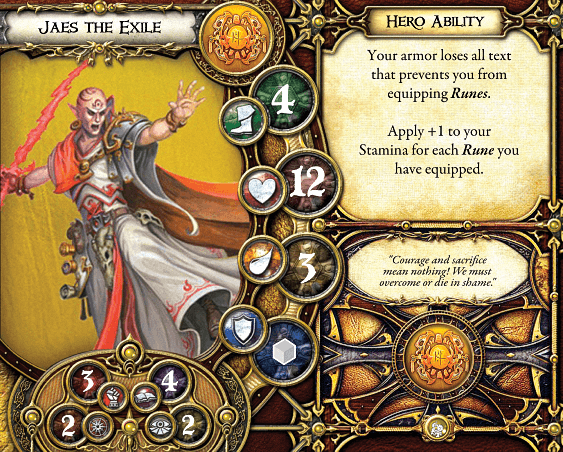 JAES THE EXILE
4
12
3
3
4
2
2
HERO ABILITY
Your armor loses all text
that prevents you from
equipping Runes.
Apply +1 to your
Stamina for each Rune you
have equipped.
"Courage and sacrifice
mean nothing! We must
overcome or die in shame."